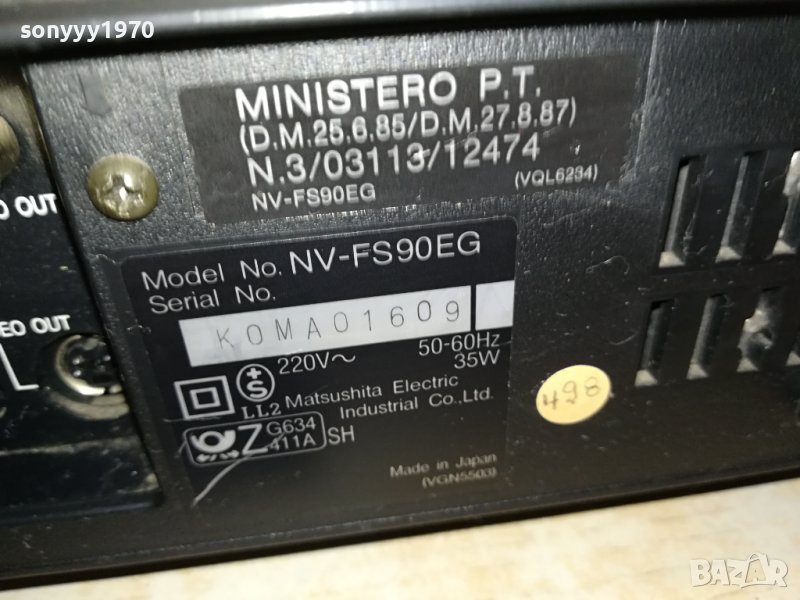 sonyyy1970
MINISTERO P.T.
(D.M.25.6.85/D.M.27.8.87)
N.3/03113/12474
NV-FS90EG
(VQL6234)
O OUT
Model No. NV-FS90EG
Serial No.
K0MA01609
EO OUT
220V~
50-60Hz
35W
S
LL2
Matsushita Electric
Industrial Co.,Ltd.
Z G634
411A SH
Made in Japan
(VGN5503)
498
BAZAR